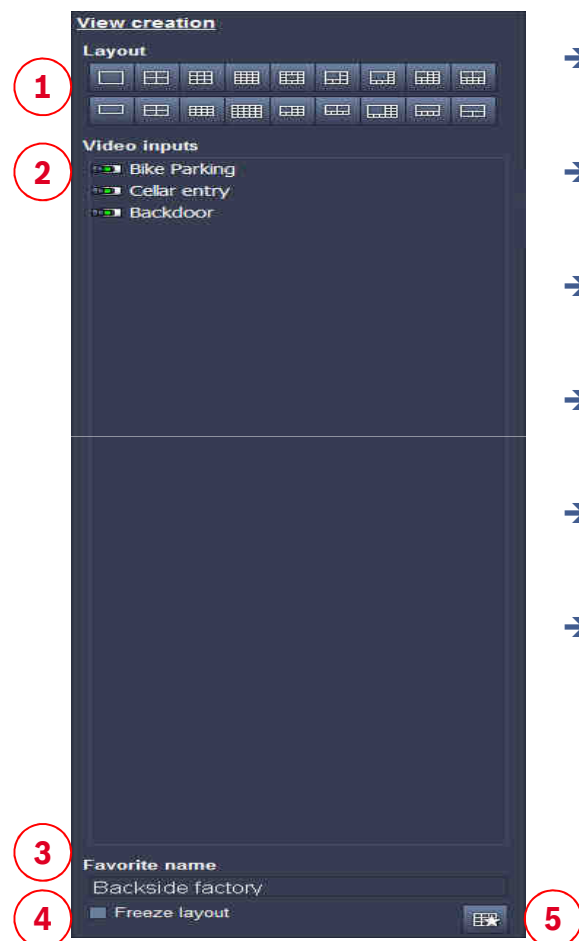 View creation
Layout
1
Video inputs
2
Bike Parking
Cellar entry
Backdoor
3
Favorite name
Backside factory
4
Freeze layout
5